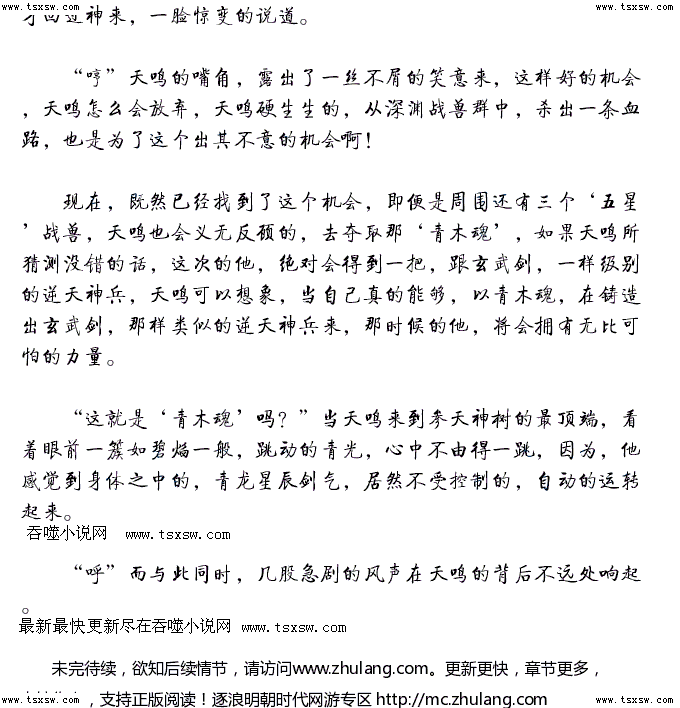 www.tsxsw.com www.tsxsw.com
才回过神来，一脸惊变的说道。
“哼”天鸣的嘴角，露出了一丝不屑的笑意来，这样好的机会
，天鸣怎么会放弃，天鸣硬生生的，从深渊战兽群中，杀出一条血
路，也是为了这个出其不意的机会啊！
现在，既然已经找到了这个机会，即便是周围还有三个‘五星
’战兽，天鸣也会义无反顾的，去夺取那‘青木魂’，如果天鸣所
猜测没错的话，这次的他，绝对会得到一把，跟玄武剑，一样级别
的逆天神兵，天鸣可以想象，当自己真的能够，以青木魂，在铸造
出玄武剑，那样类似的逆天神兵来，那时候的他，将会拥有无比可
怕的力量。
“这就是‘青木魂’吗？”当天鸣来到参天神树的最顶端，看
着眼前一簇如碧焰一般，跳动的青光，心中不由得一跳，因为，他
感觉到身体之中的，青龙星辰剑气，居然不受控制的，自动的运转
起来。
吞噬小说网 www.tsxsw.com
“呼”而与此同时，几股急剧的风声在天鸣的背后不远处响起
。
最新最快更新尽在吞噬小说网 www.tsxsw.com
未完待续，欲知后续情节，请访问www.zhulang.com。更新更快，章节更多，
www.tsxsw.com ，支持正版阅读！逐浪明朝时代网游专区 http://mc.zhulang.com www.tsxsw.com